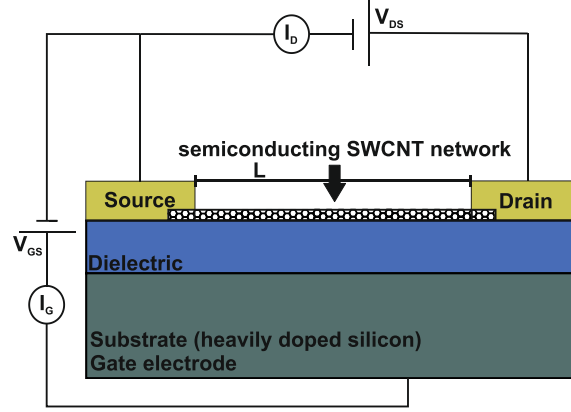 V_DS
I_D
semiconducting SWCNT network
L
Source
Drain
V_GS
Dielectric
I_G
Substrate (heavily doped silicon)
Gate electrode